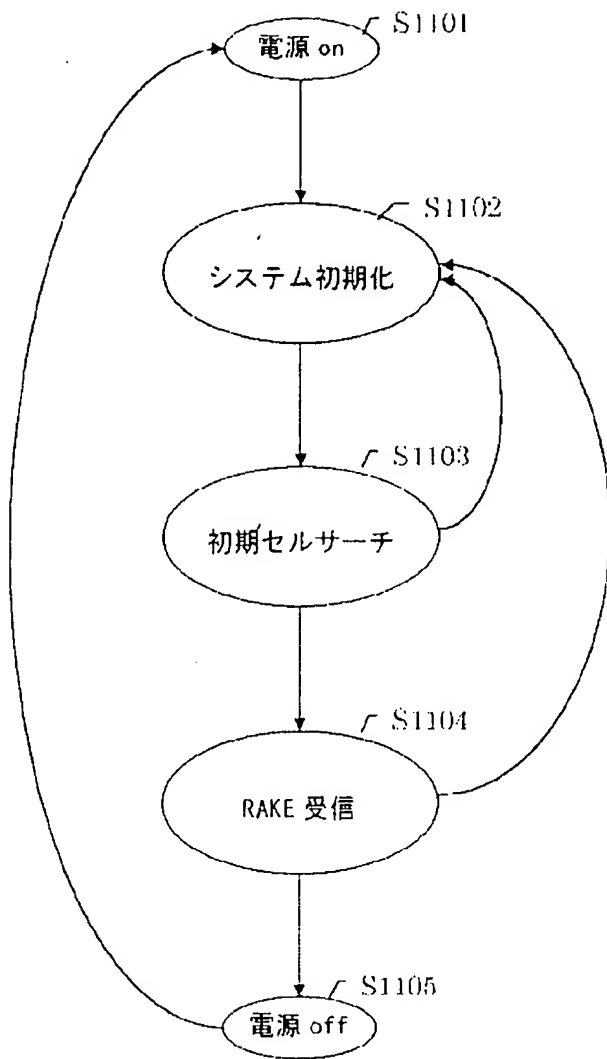 S1101
電源 on
S1102
システム初期化
S1103
初期セルサーチ
S1104
RAKE 受信
S1105
電源 off